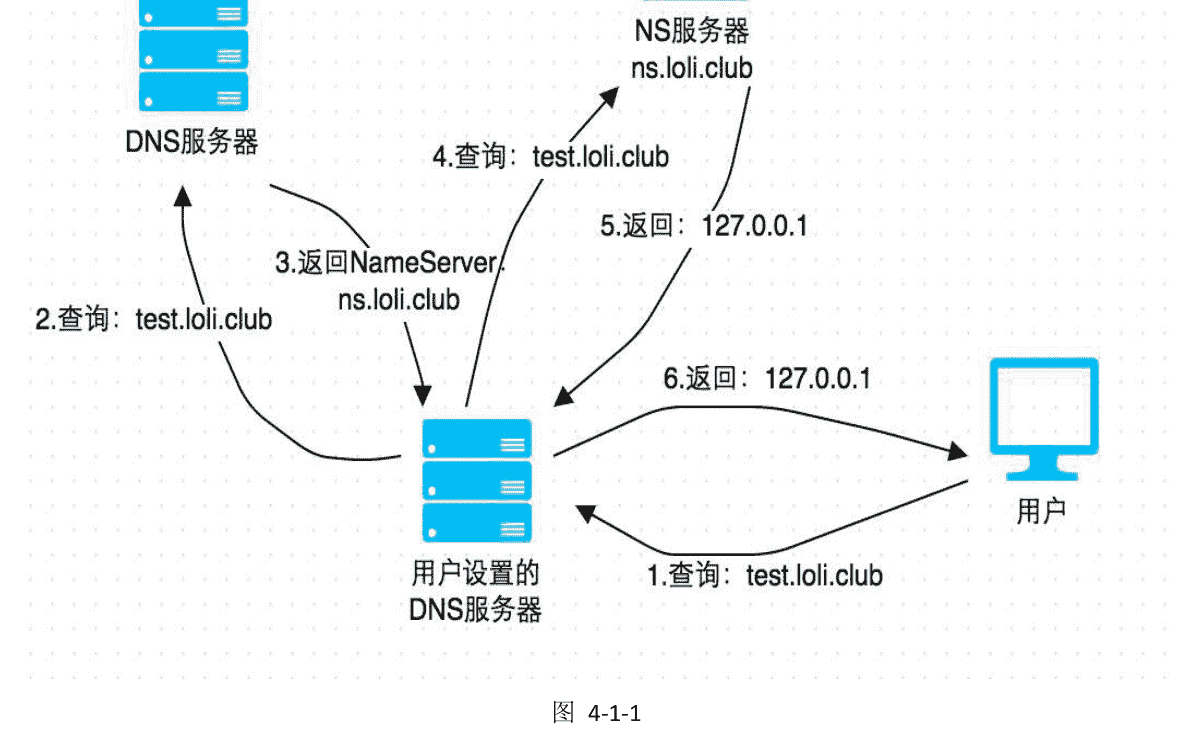 NS服务器
ns.loli.club
DNS服务器
4.查询：test.loli.club
5.返回：127.0.0.1
3.返回NameServer:
ns.loli.club
2.查询：test.loli.club
6.返回：127.0.0.1
用户
用户设置的
DNS服务器
1.查询：test.loli.club
图 4-1-1